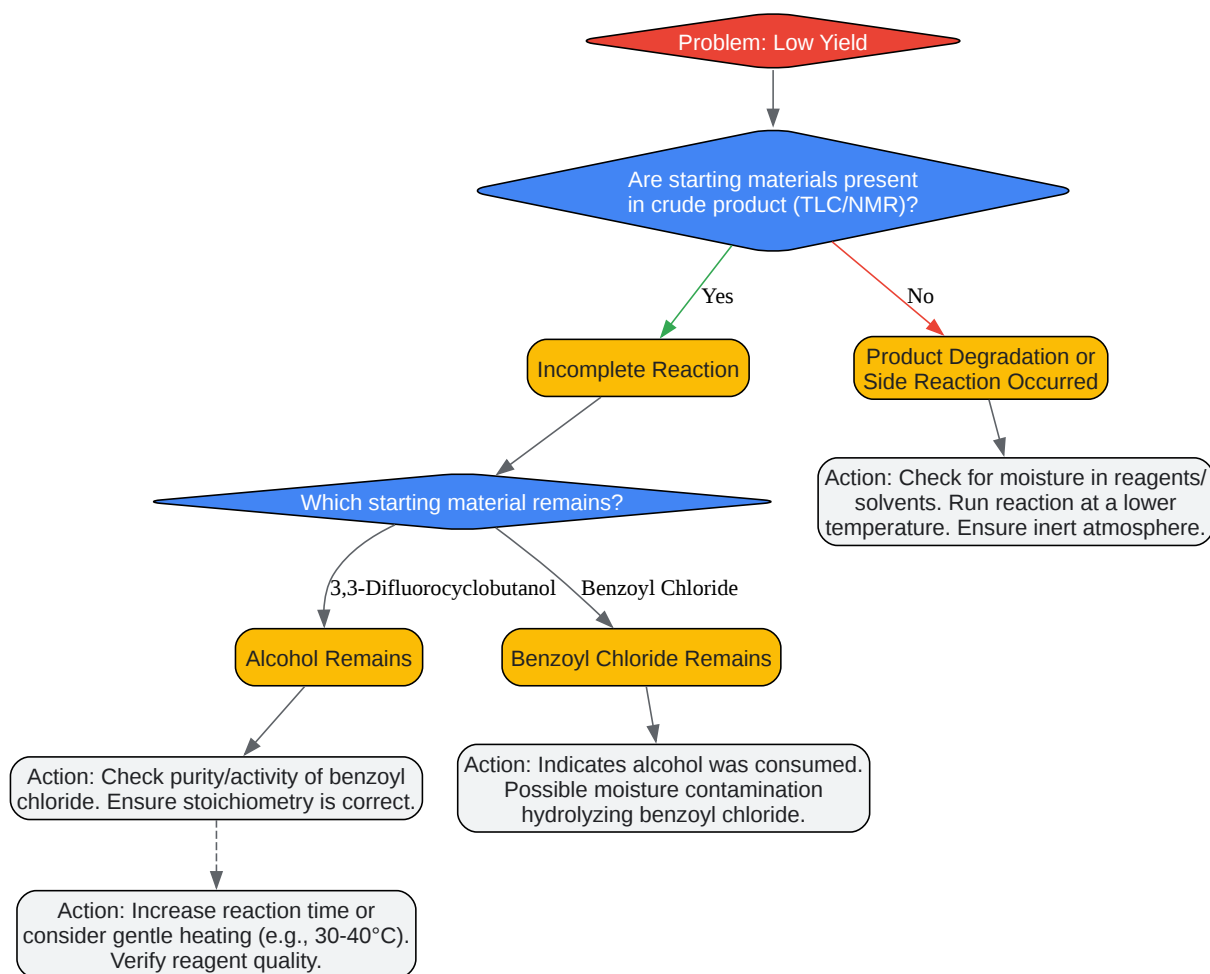 Problem: Low Yield
Are starting materials present
in crude product (TLC/NMR)?
Yes
No
Incomplete Reaction
Product Degradation or
Side Reaction Occurred
Action: Check for moisture in reagents/
solvents. Run reaction at a lower
temperature. Ensure inert atmosphere.
Which starting material remains?
3,3-Difluorocyclobutanol
Benzoyl Chloride
Alcohol Remains
Benzoyl Chloride Remains
Action: Check purity/activity of benzoyl
chloride. Ensure stoichiometry is correct.
Action: Indicates alcohol was consumed.
Possible moisture contamination
hydrolyzing benzoyl chloride.
Action: Increase reaction time or
consider gentle heating (e.g., 30-40°C).
Verify reagent quality.